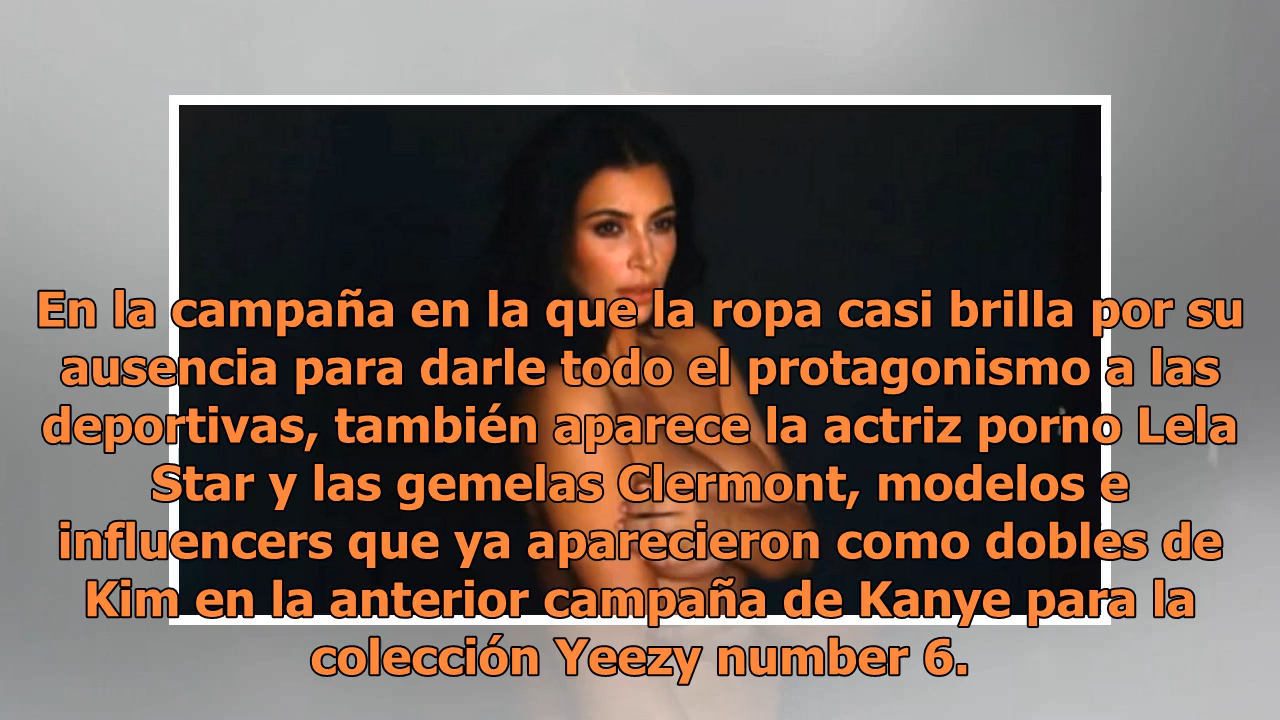 En la campaña en la que la ropa casi brilla por su
ausencia para darle todo el protagonismo a las
deportivas, también aparece la actriz porno Lela
Star y las gemelas Clermont, modelos e
influencers que ya aparecieron como dobles de
Kim en la anterior campaña de Kanye para la
colección Yeezy number 6.